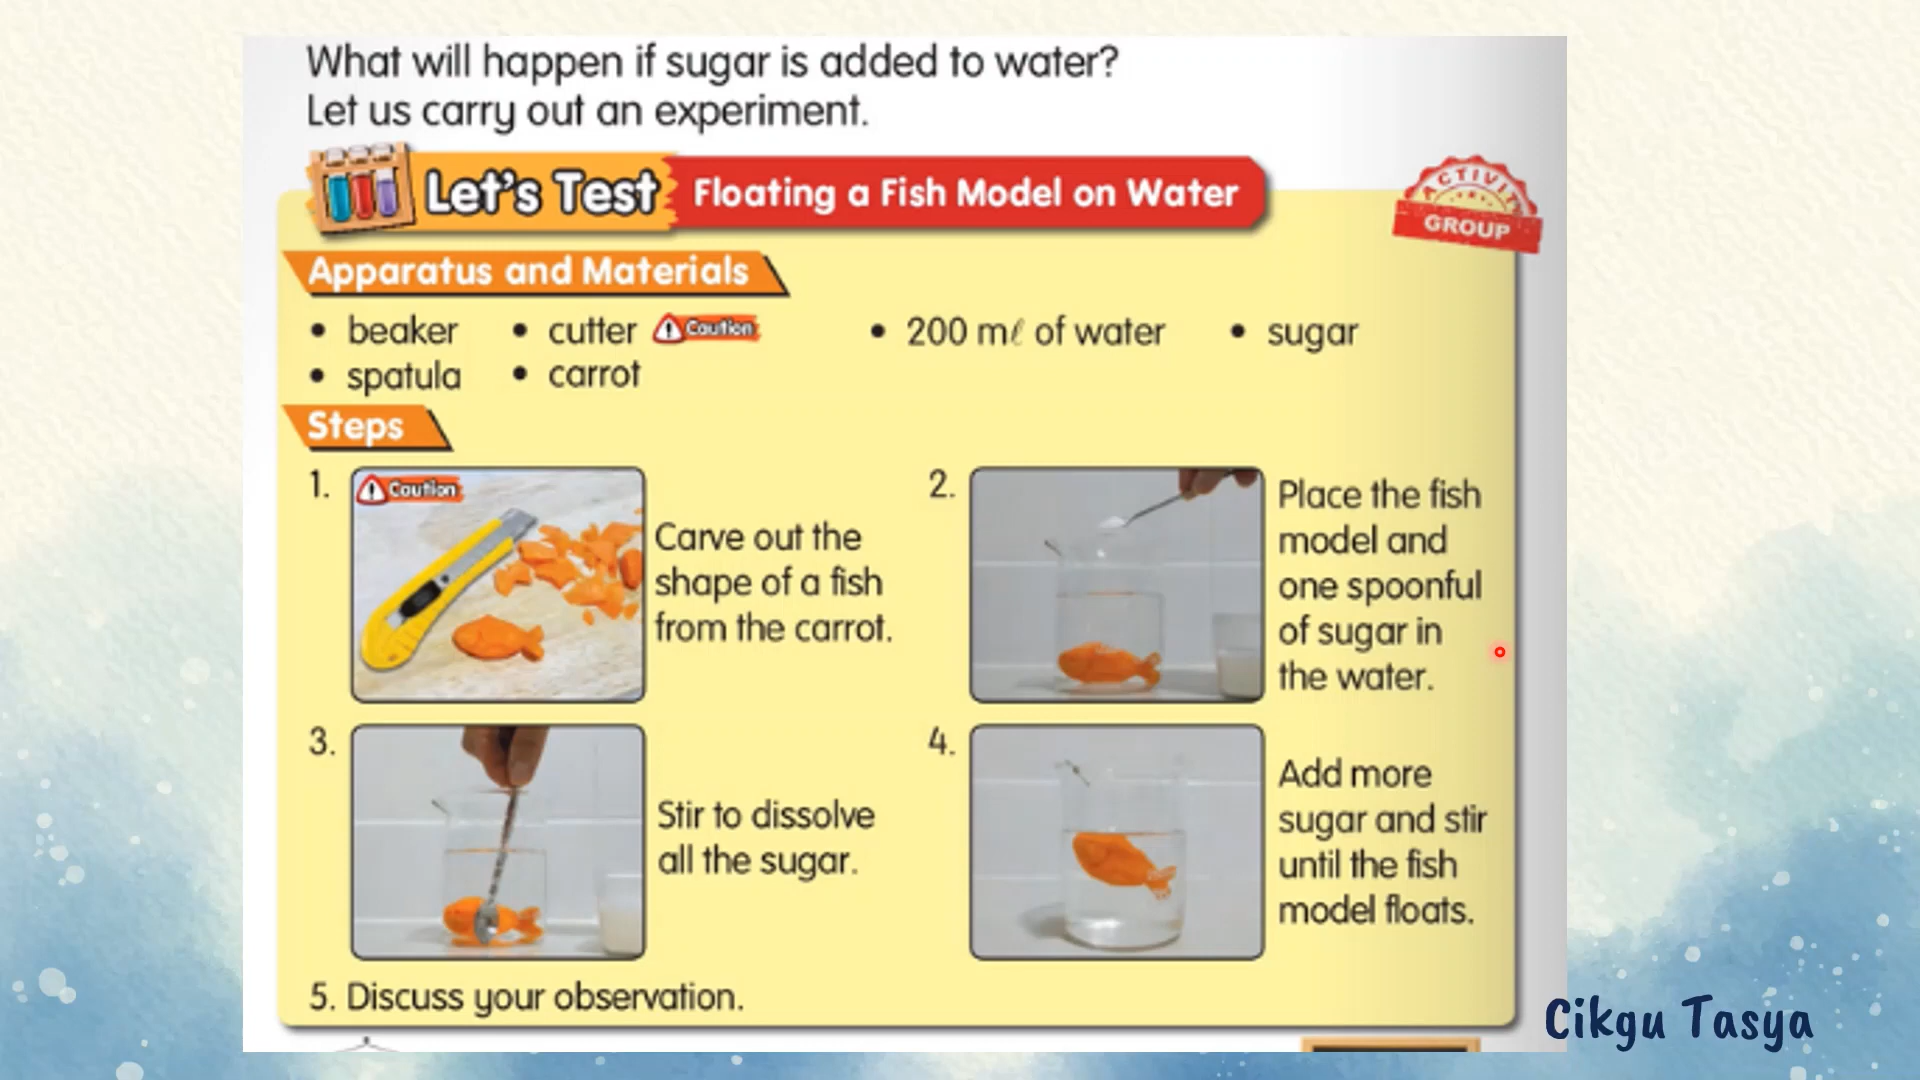 What will happen if sugar is added to water?
Let us carry out an experiment.
Let's Test
Floating a Fish Model on Water
ACTIVITY
GROUP
Apparatus and Materials
• beaker
• cutter
Caution
• 200 mℓ of water
• sugar
• spatula
• carrot
Steps
1.
Caution
Carve out the
shape of a fish
from the carrot.
2.
Place the fish
model and
one spoonful
of sugar in
the water.
3.
Stir to dissolve
all the sugar.
4.
Add more
sugar and stir
until the fish
model floats.
5. Discuss your observation.
Cikgu Tasya